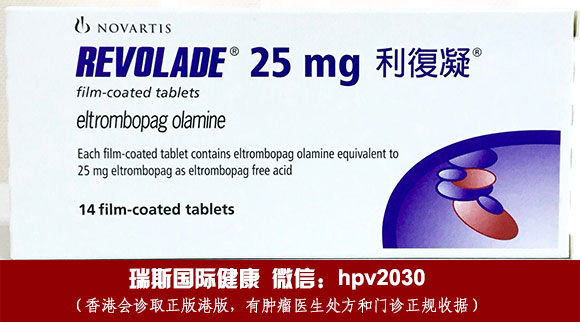 NOVARTIS
REVOLADE® 25 mg 利復凝®
film-coated tablets
eltrombopag olamine
Each film-coated tablet contains eltrombopag olamine equivalent to
25 mg eltrombopag as eltrombopag free acid
14 film-coated tablets
瑞斯国际健康 微信：hpv2030
（香港会诊取正版港版，有肿瘤医生处方和门诊正规收据）